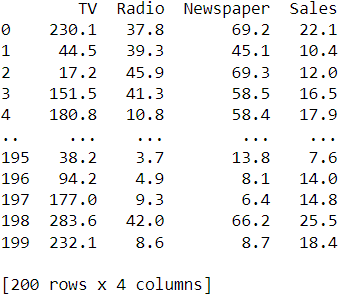 TV Radio Newspaper Sales
0 230.1 37.8 69.2 22.1
1 44.5 39.3 45.1 10.4
2 17.2 45.9 69.3 12.0
3 151.5 41.3 58.5 16.5
4 180.8 10.8 58.4 17.9
.. ... ... ... ...
195 38.2 3.7 13.8 7.6
196 94.2 4.9 8.1 14.0
197 177.0 9.3 6.4 14.8
198 283.6 42.0 66.2 25.5
199 232.1 8.6 8.7 18.4
[200 rows x 4 columns]